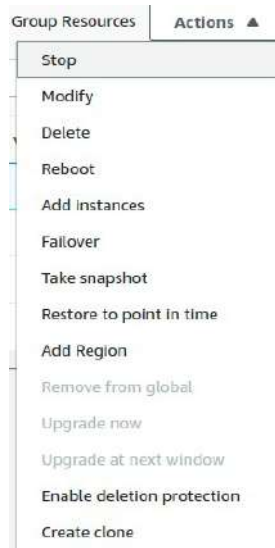 Group Resources
Actions ▲
Stop
Modify
Delete
Reboot
Add instances
Failover
Take snapshot
Restore to point in time
Add Region
Remove from global
Upgrade now
Upgrade at next window
Enable deletion protection
Create clone